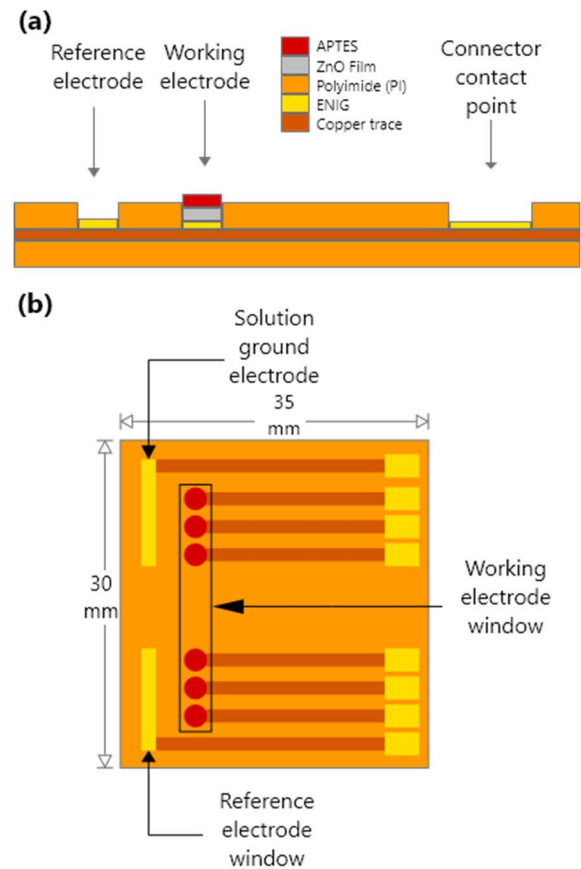 (a)
Reference
electrode
Working
electrode
APTES
ZnO Film
Polyimide (PI)
ENIG
Copper trace
Connector
contact
point
(b)
Solution
ground
electrode
35
mm
30
mm
Working
electrode
window
Reference
electrode
window